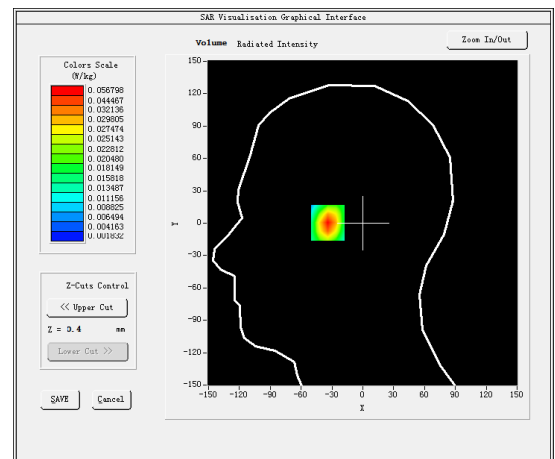 SAR Visualisation Graphical Interface
Volume Radiated Intensity
Zoom In/Out
Colors Scale
(W/kg)
0.056798
0.044467
0.032136
0.029805
0.027474
0.025143
0.022812
0.020480
0.018149
0.015818
0.013487
0.011156
0.008825
0.006494
0.004163
0.001832
Z-Cuts Control
<< Upper Cut
Z = 0.4 mm
Lower Cut >>
SAVE Cancel
150
120
90
60
30
0
-30
-60
-90
-120
-150
Y
-150 -120 -90 -60 -30 0 30 60 90 120 150
X